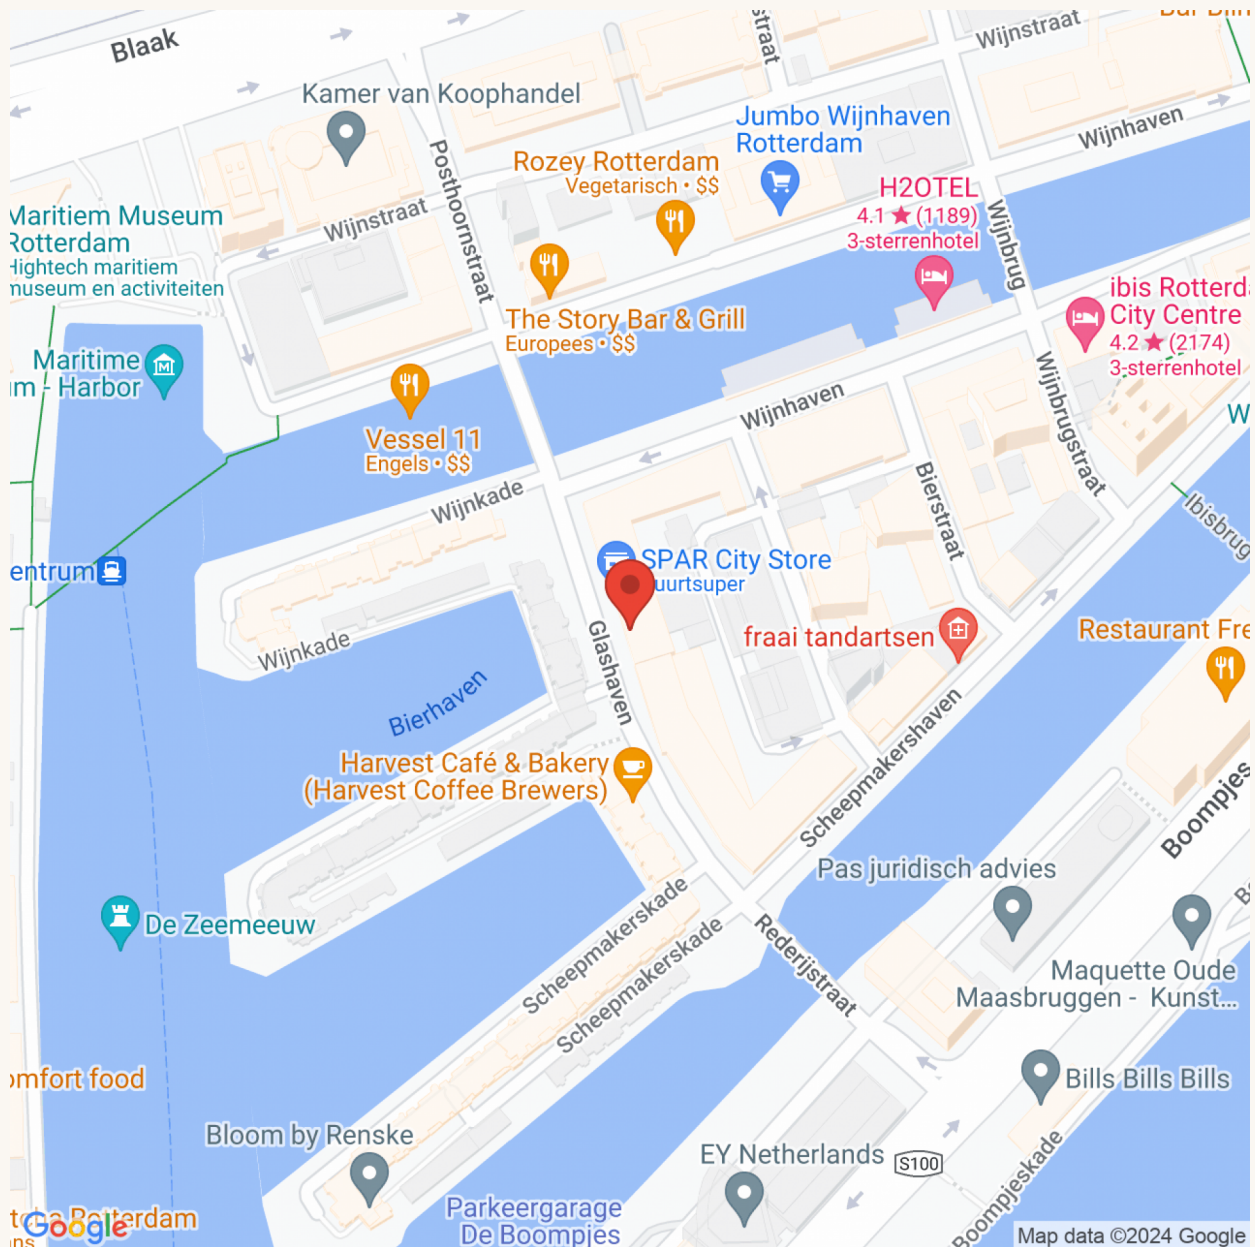 Blaak
Wijnstraat
Kamer van Koophandel
Jumbo Wijnhaven
Rotterdam
Wijnhaven
Posthoornstraat
Rozey Rotterdam
Vegetarisch • $$
H2OTEL
4.1 ★ (1189)
3-sterrenhotel
Wijnbrug
Maritiem Museum
Rotterdam
Hightech maritiem
museum en activiteiten
Wijnstraat
The Story Bar & Grill
Europees • $$
ibis Rotterd
City Centre
4.2 ★ (2174)
3-sterrenhotel
Maritime
m - Harbor
Wijnbrugstraat
Wijnhaven
Vessel 11
Engels • $$
Wijnkade
Bierstraat
Ibisbrug
entrum
SPAR City Store
uurtsuper
Glashaven
fraai tandartsen
Restaurant Fre
Wijnkade
Bierhaven
Harvest Café & Bakery
(Harvest Coffee Brewers)
Scheepmakershaven
Boompjes
Pas juridisch advies
De Zeemeeuw
Scheepmakerskade
Scheepmakerskade
Rederijstraat
Maquette Oude
Maasbruggen - Kunst...
omfort food
Bills Bills Bills
Bloom by Renske
EY Netherlands
S100
Boompjeskade
Parkeergarage
De Boompjes
Rotterdam
Google
Map data ©2024 Google